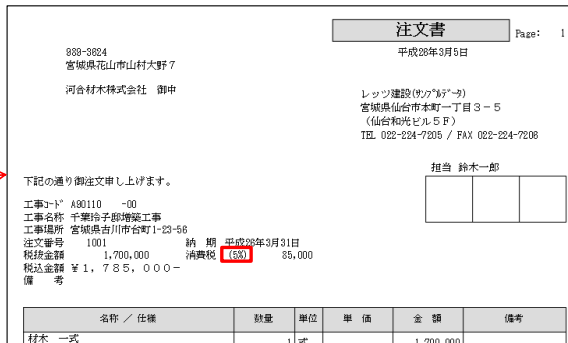 注文書 Page: 1
989-3624
宮城県花山市山村大野7
平成26年3月5日
河合材木株式会社 御中
レッツ建設(ｻﾝﾌﾟﾙﾃﾞｰﾀ)
宮城県仙台市本町一丁目3-5
(仙台和光ビル5F)
TEL 022-224-7205 / FAX 022-224-7206
担当 鈴木一郎
下記の通り御注文申し上げます。
工事ｺｰﾄﾞ A90110 -00
工事名称 千葉玲子邸増築工事
工事場所 宮城県古川市台町1-23-56
注文番号 1001 納 期 平成26年3月31日
税抜金額 1,700,000 消費税 (5%) 85,000
税込金額 ¥1,785,000-
備 考
名称 / 仕様 数量 単位 単 価 金 額 備考
材木 一式 1 式 1,700,000